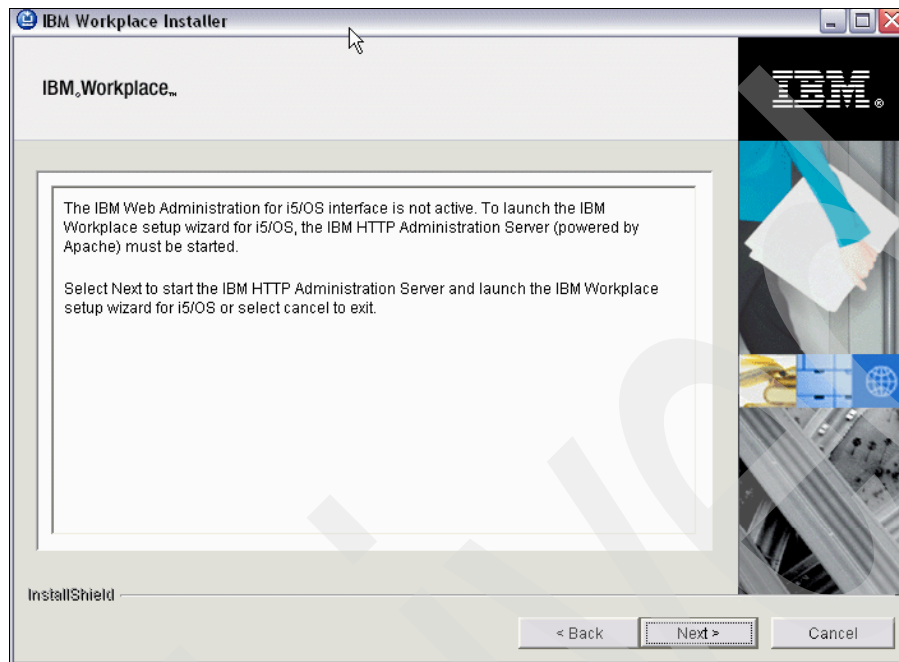 IBM Workplace Installer
IBM Workplace™
IBM®
The IBM Web Administration for i5/OS interface is not active. To launch the IBM
Workplace setup wizard for i5/OS, the IBM HTTP Administration Server (powered by
Apache) must be started.
Select Next to start the IBM HTTP Administration Server and launch the IBM Workplace
setup wizard for i5/OS or select cancel to exit.
InstallShield
< Back
Next >
Cancel